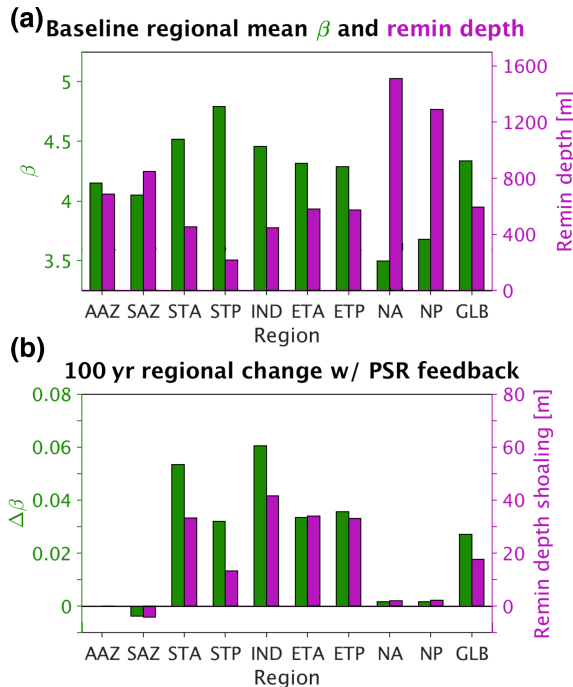 (a) Baseline regional mean β and remin depth
5
4.5
4
3.5
β
1600
1200
800
400
0
Remin depth [m]
AAZ SAZ STA STP IND ETA ETP NA NP GLB
Region
(b)
100 yr regional change w/ PSR feedback
0.08
0.06
0.04
0.02
0
Δβ
80
60
40
20
0
Remin depth shoaling [m]
AAZ SAZ STA STP IND ETA ETP NA NP GLB
Region